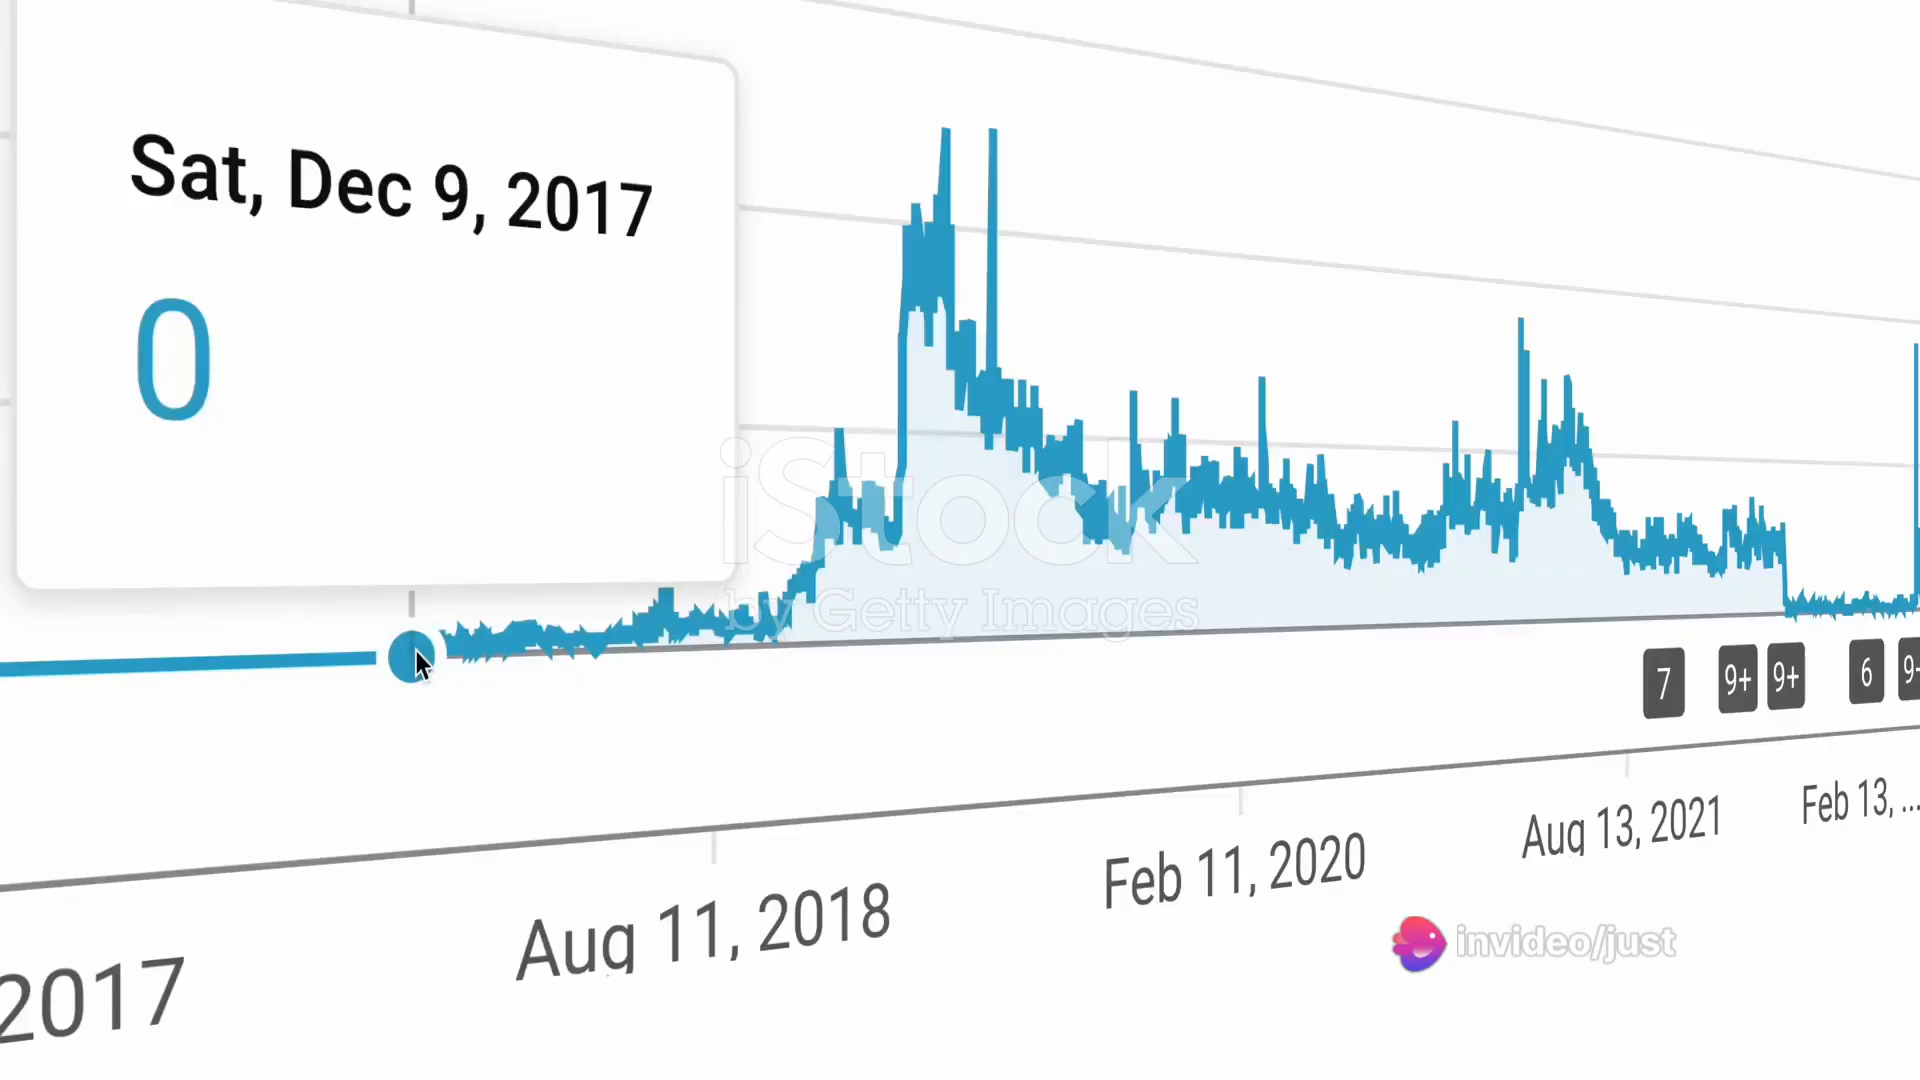 Sat, Dec 9, 2017
0
iStock
by Getty Images
7
9+
9+
6
2017
Aug 11, 2018
Feb 11, 2020
Aug 13, 2021
Feb 13, ...
invideo/just